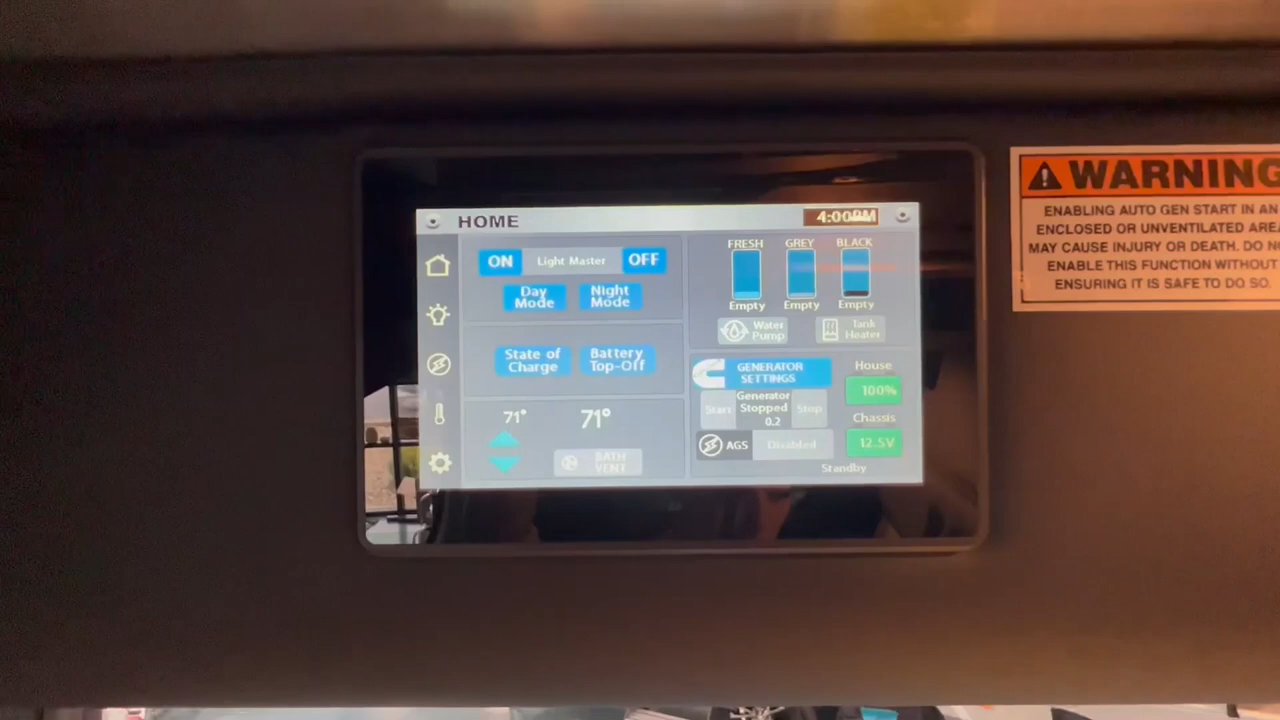 HOME
4:00PM
ON
Light Master
OFF
Day
Mode
Night
Mode
State of
Charge
Battery
Top-Off
71°
71°
BATH
VENT
FRESH
GREY
BLACK
Empty
Empty
Empty
Water
Pump
Tank
Heater
GENERATOR
SETTINGS
Start
Generator
Stopped
0.2
Stop
AGS
Disabled
House
100%
Chassis
12.5V
Standby
WARNING
ENABLING AUTO GEN START IN AN
ENCLOSED OR UNVENTILATED AREA
MAY CAUSE INJURY OR DEATH. DO NO
ENABLE THIS FUNCTION WITHOUT
ENSURING IT IS SAFE TO DO SO.